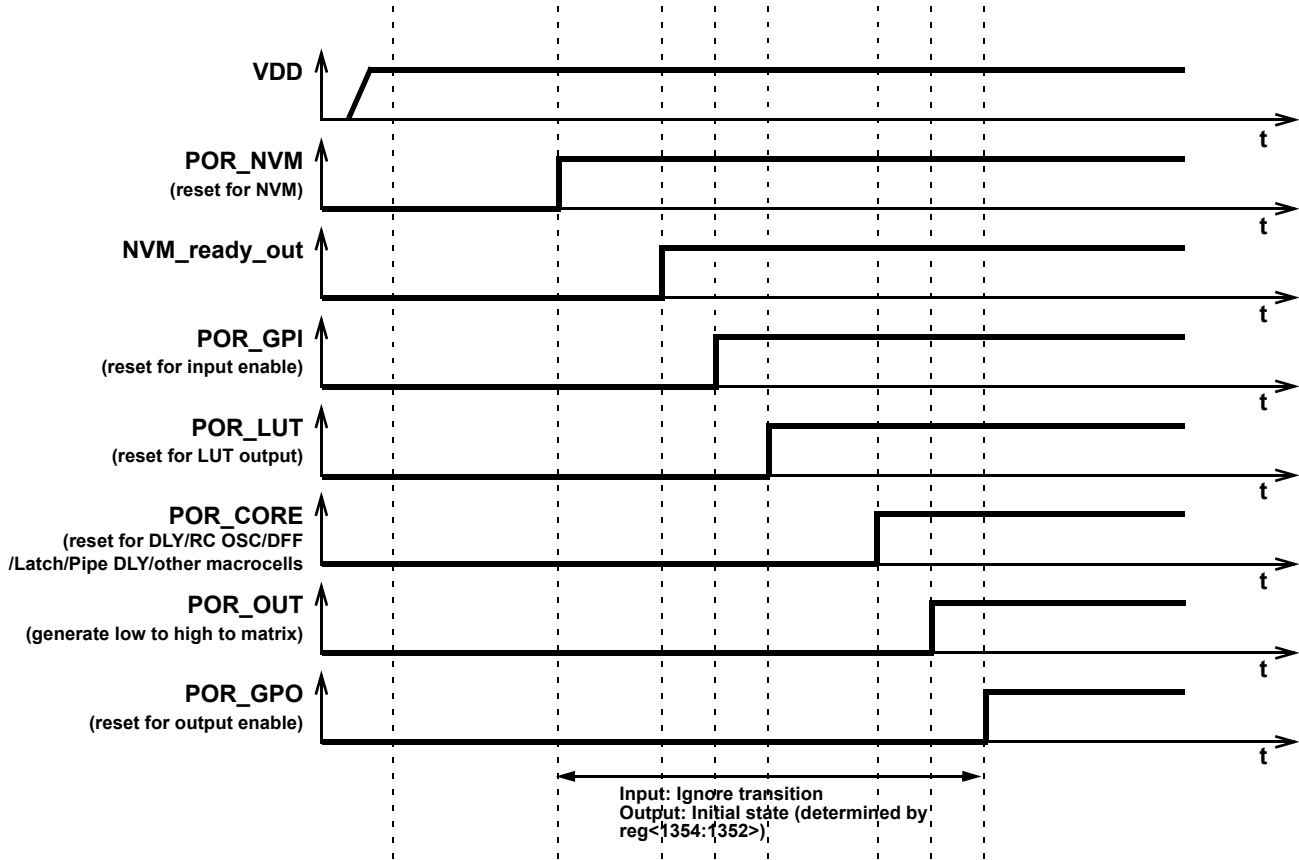 VDD
t
POR_NVM
(reset for NVM)
t
NVM_ready_out
t
POR_GPI
(reset for input enable)
t
POR_LUT
(reset for LUT output)
t
POR_CORE
(reset for DLY/RC OSC/DFF
/Latch/Pipe DLY/other macrocells
t
POR_OUT
(generate low to high to matrix)
t
POR_GPO
(reset for output enable)
t
Input: Ignore transition
Output: Initial state (determined by
reg<1354:1352>)